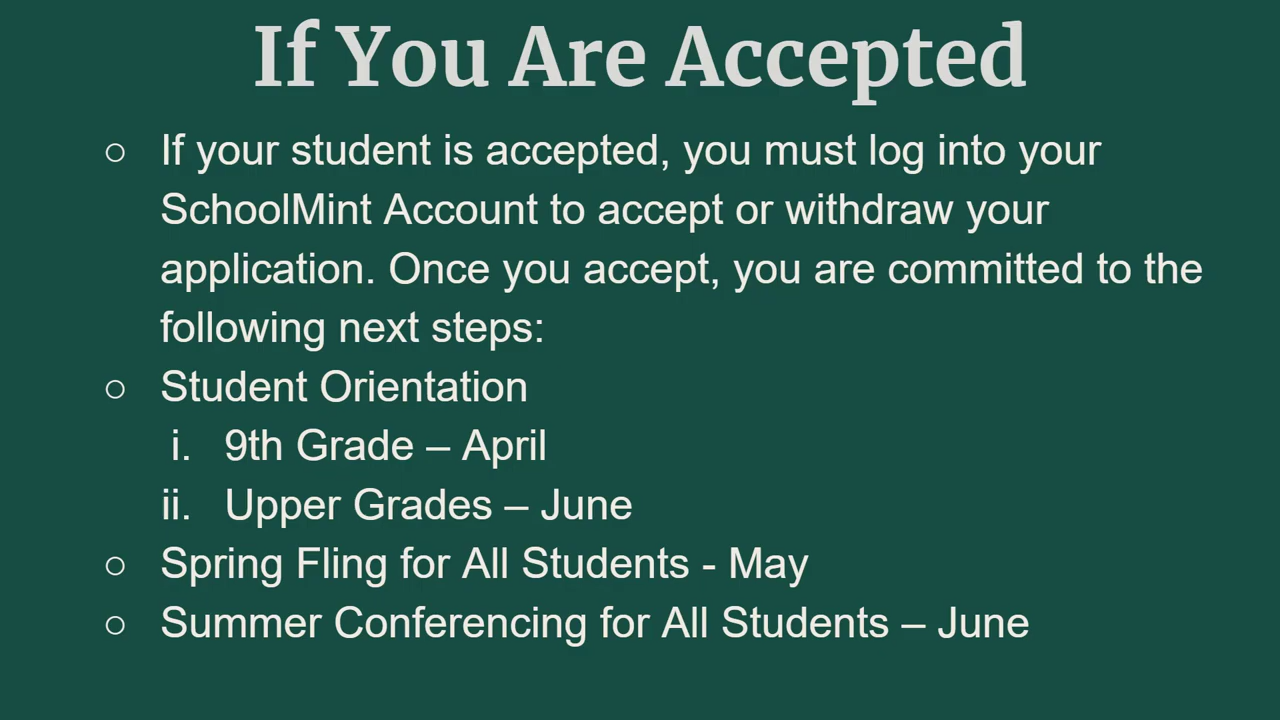 If You Are Accepted
○ If your student is accepted, you must log into your
SchoolMint Account to accept or withdraw your
application. Once you accept, you are committed to the
following next steps:
○ Student Orientation
i. 9th Grade – April
ii. Upper Grades – June
○ Spring Fling for All Students - May
○ Summer Conferencing for All Students – June